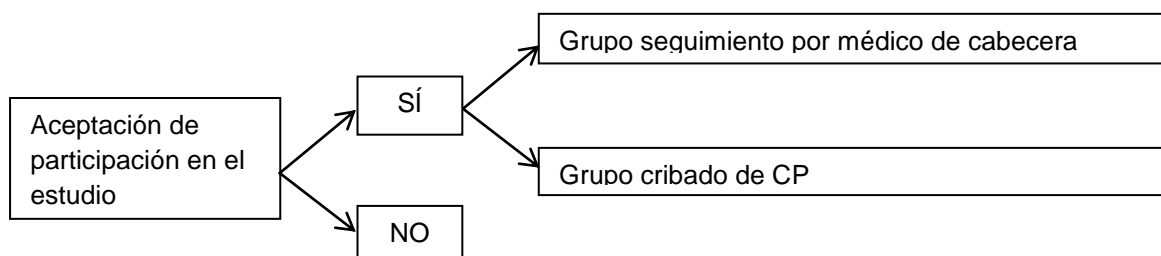 Grupo seguimiento por médico de cabecera
SÍ
Aceptación de
participación en el
estudio
Grupo cribado de CP
NO